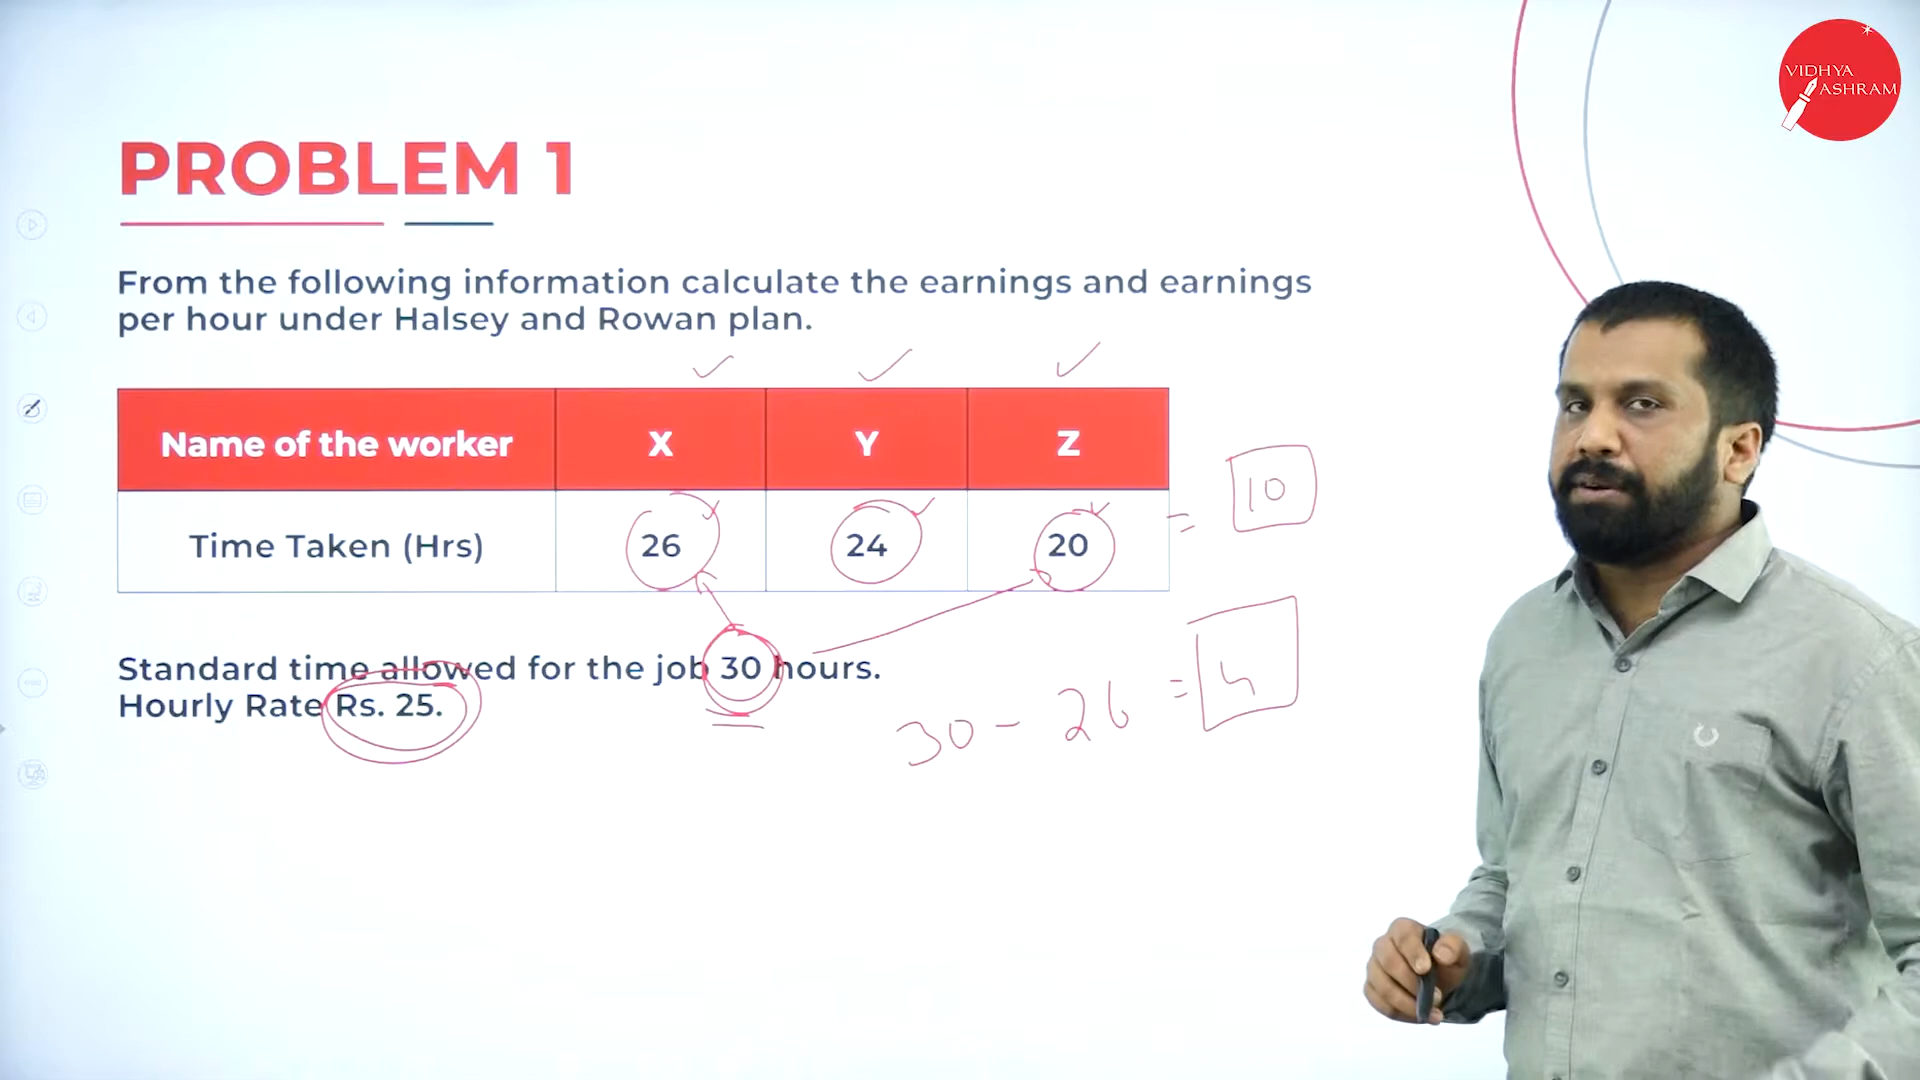 VIDHYA
ASHRAM
PROBLEM 1
From the following information calculate the earnings and earnings
per hour under Halsey and Rowan plan.
Name of the worker X Y Z
Time Taken (Hrs) 26 24 20 = 10
Standard time allowed for the job 30 hours.
Hourly Rate Rs. 25.
30 - 26 = 4